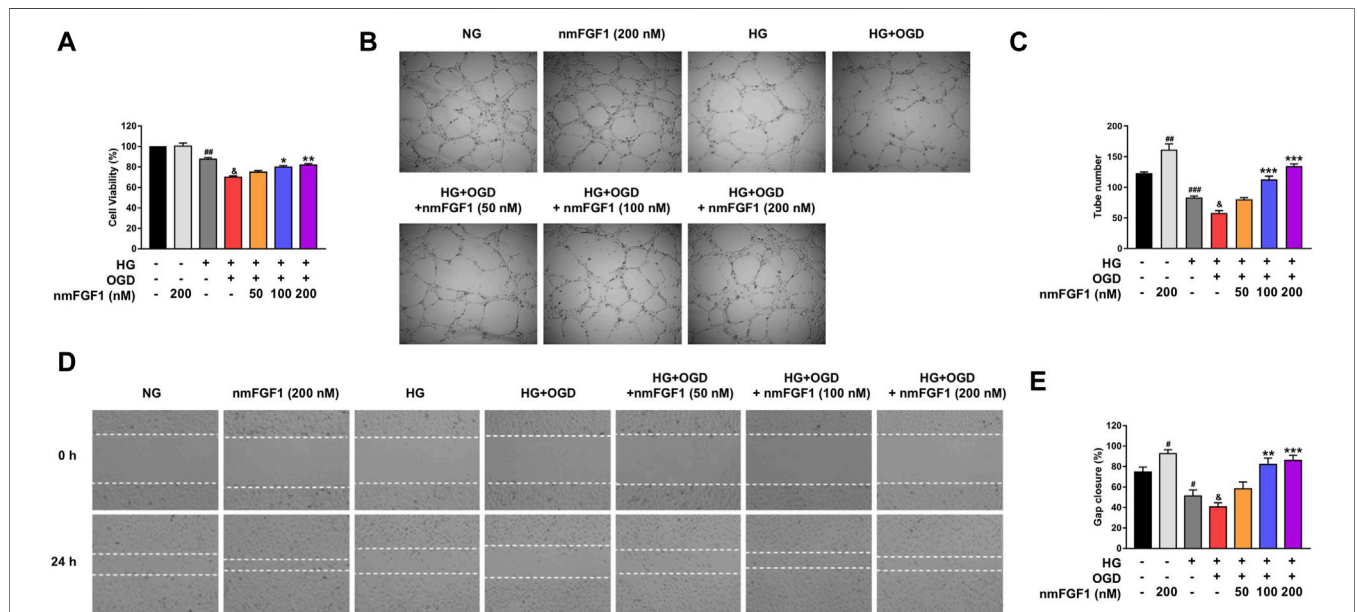 A
Cell Viability (%)
120
100
80
60
40
20
0
##
&
*
**
HG - - + + + + +
OGD - - - + + + +
nmFGF1 (nM) - 200 - - 50 100 200
B
NG nmFGF1 (200 nM) HG HG+OGD
HG+OGD HG+OGD HG+OGD
+nmFGF1 (50 nM) + nmFGF1 (100 nM) + nmFGF1 (200 nM)
C
Tube number
200
150
100
50
0
##
###
&
***
***
HG - - + + + + +
OGD - - - + + + +
nmFGF1 (nM) - 200 - - 50 100 200
D
HG+OGD HG+OGD HG+OGD
NG nmFGF1 (200 nM) HG HG+OGD +nmFGF1 (50 nM) + nmFGF1 (100 nM) + nmFGF1 (200 nM)
0 h
24 h
E
Gap closure (%)
120
100
80
60
40
20
0
#
#
&
**
***
HG - - + + + + +
OGD - - - + + + +
nmFGF1 (nM) - 200 - - 50 100 200